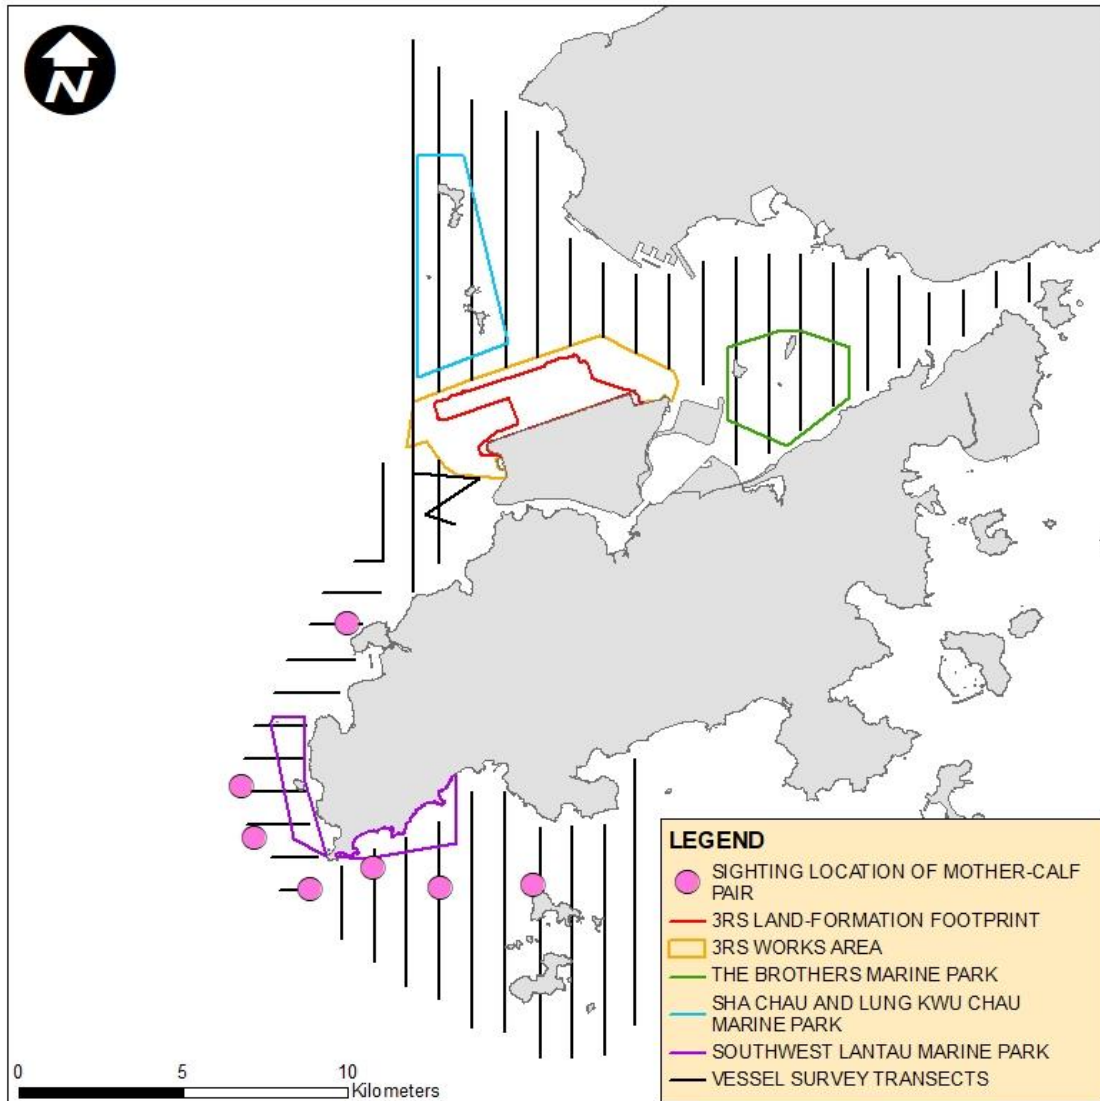 N
LEGEND
SIGHTING LOCATION OF MOTHER-CALF
PAIR
3RS LAND-FORMATION FOOTPRINT
3RS WORKS AREA
THE BROTHERS MARINE PARK
SHA CHAU AND LUNG KWU CHAU
MARINE PARK
SOUTHWEST LANTAU MARINE PARK
VESSEL SURVEY TRANSECTS
0 5 10
Kilometers